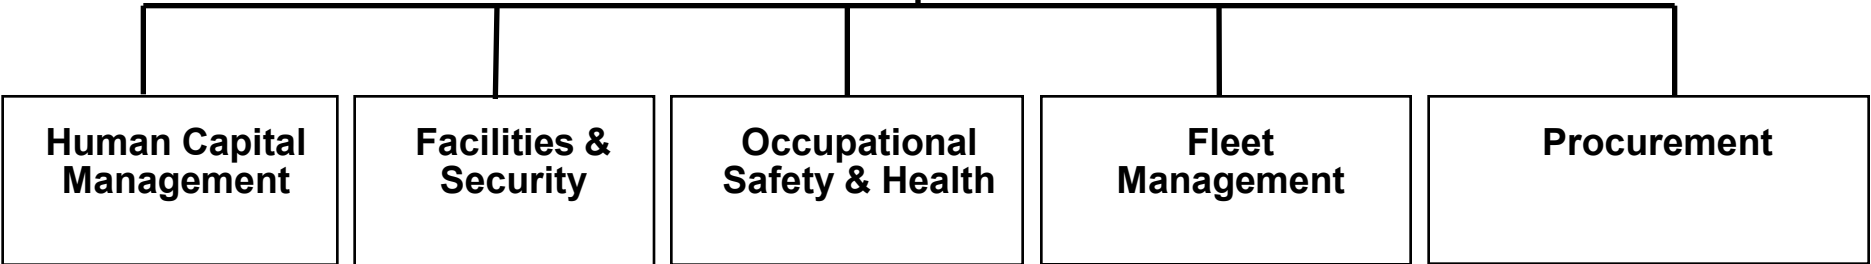 Human Capital
Management
Facilities &
Security
Occupational
Safety & Health
Fleet
Management
Procurement